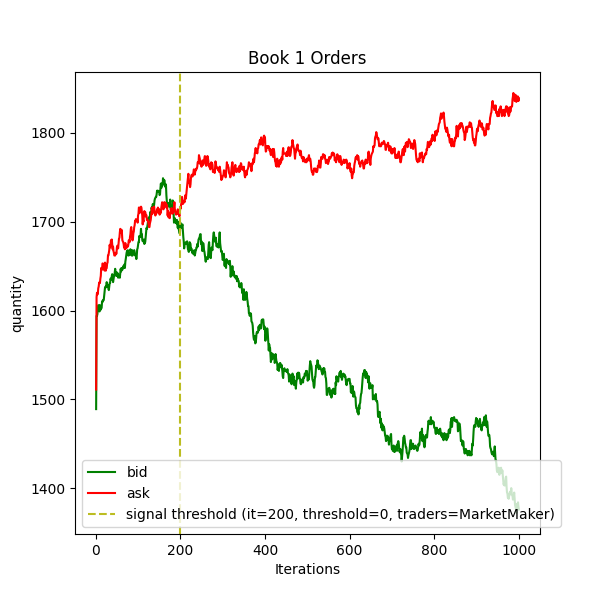 Book 1 Orders
quantity
1800
1700
1600
1500
1400
bid
ask
signal threshold (it=200, threshold=0, traders=MarketMaker)
0 200 400 600 800 1000
Iterations